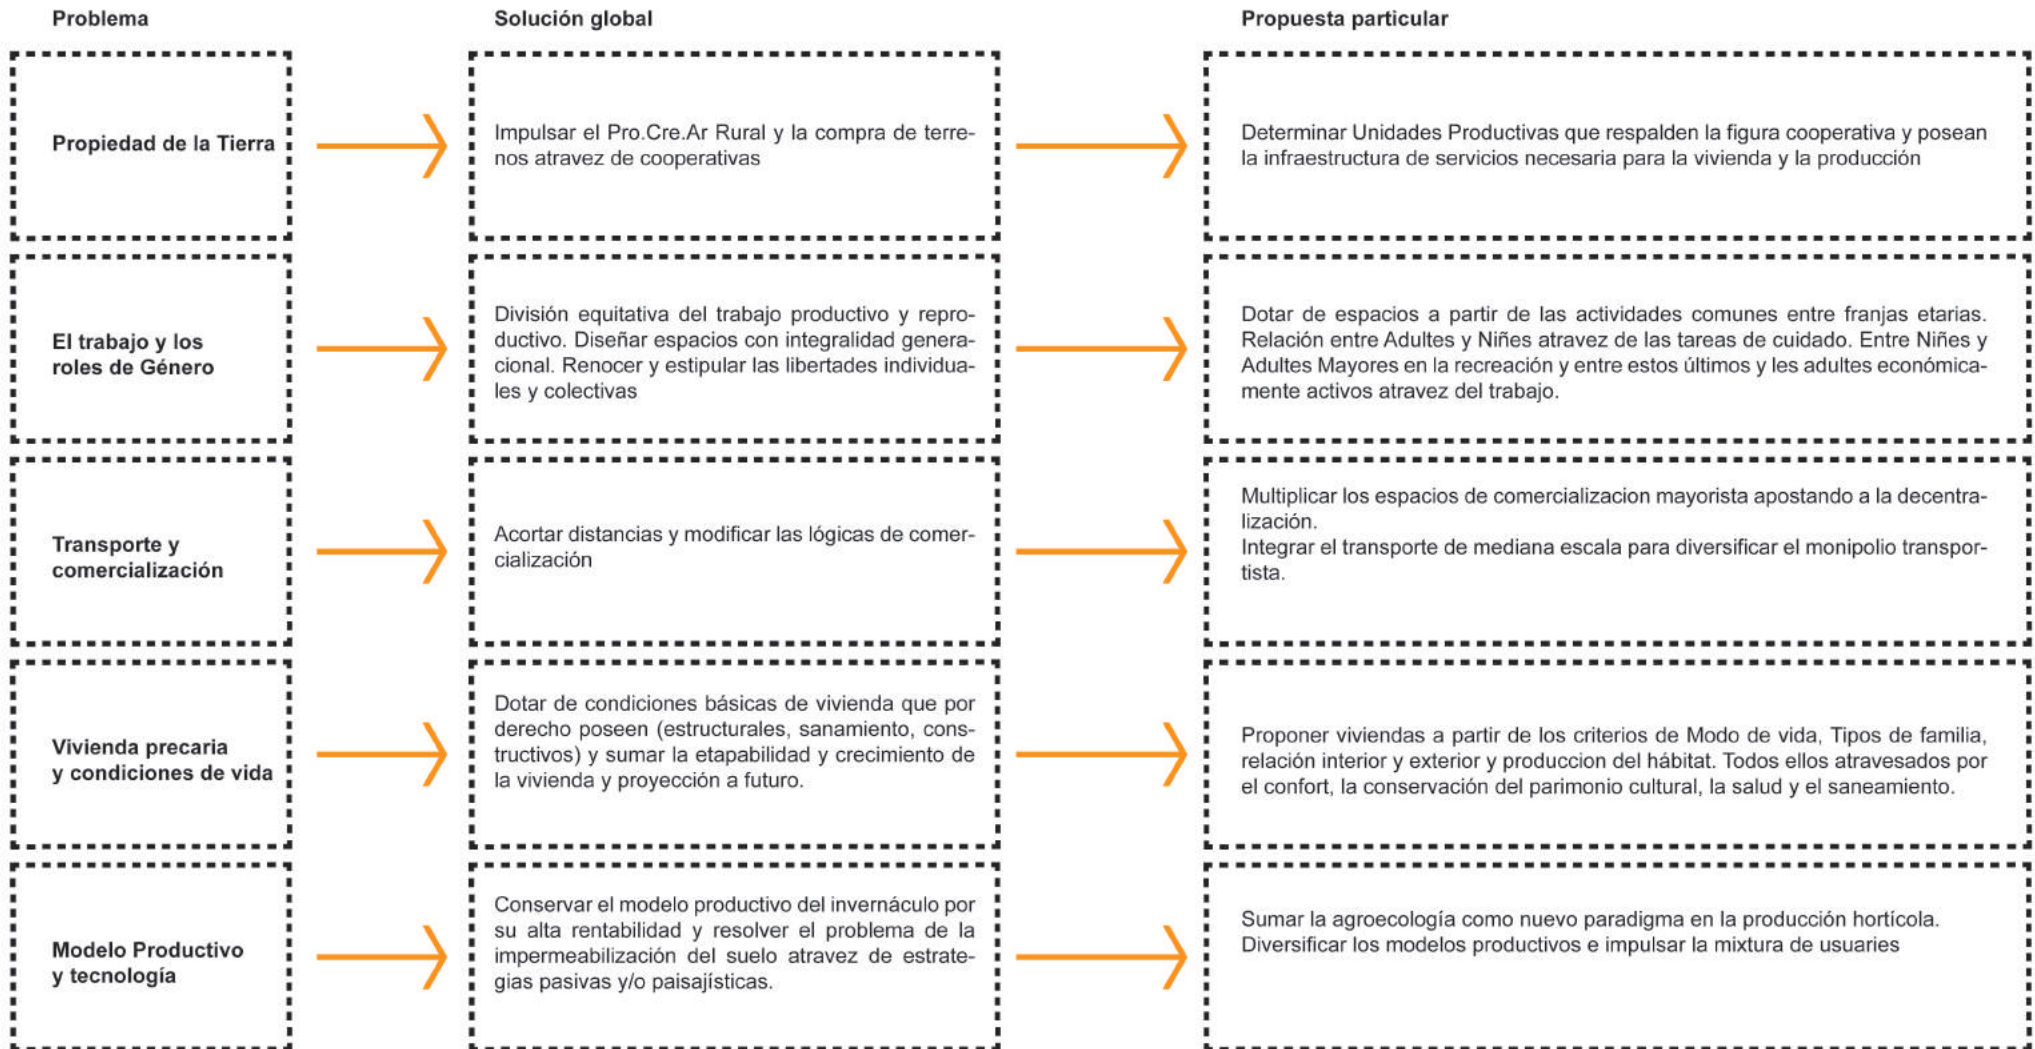 Problema
Solución global
Propuesta particular
Propiedad de la Tierra
Impulsar el Pro.Cre.Ar Rural y la compra de terre-
nos atravez de cooperativas
Determinar Unidades Productivas que respalden la figura cooperativa y posean
la infraestructura de servicios necesaria para la vivienda y la producción
El trabajo y los
roles de Género
División equitativa del trabajo productivo y repro-
ductivo. Diseñar espacios con integralidad genera-
cional. Renocer y estipular las libertades individua-
les y colectivas
Dotar de espacios a partir de las actividades comunes entre franjas etarias.
Relación entre Adultes y Niñes atravez de las tareas de cuidado. Entre Niñes y
Adultes Mayores en la recreación y entre estos últimos y les adultes económica-
mente activos atravez del trabajo.
Transporte y
comercialización
Acortar distancias y modificar las lógicas de comer-
cialización
Multiplicar los espacios de comercializacion mayorista apostando a la decentra-
lización.
Integrar el transporte de mediana escala para diversificar el monipolio transpor-
tista.
Vivienda precaria
y condiciones de vida
Dotar de condiciones básicas de vivienda que por
derecho poseen (estructurales, sanamiento, cons-
tructivos) y sumar la etapabilidad y crecimiento de
la vivienda y proyección a futuro.
Proponer viviendas a partir de los criterios de Modo de vida, Tipos de familia,
relación interior y exterior y produccion del hábitat. Todos ellos atravesados por
el confort, la conservación del parimonio cultural, la salud y el saneamiento.
Modelo Productivo
y tecnología
Conservar el modelo productivo del invernáculo por
su alta rentabilidad y resolver el problema de la
impermeabilización del suelo atravez de estrate-
gias pasivas y/o paisajísticas.
Sumar la agroecología como nuevo paradigma en la producción hortícola.
Diversificar los modelos productivos e impulsar la mixtura de usuaries